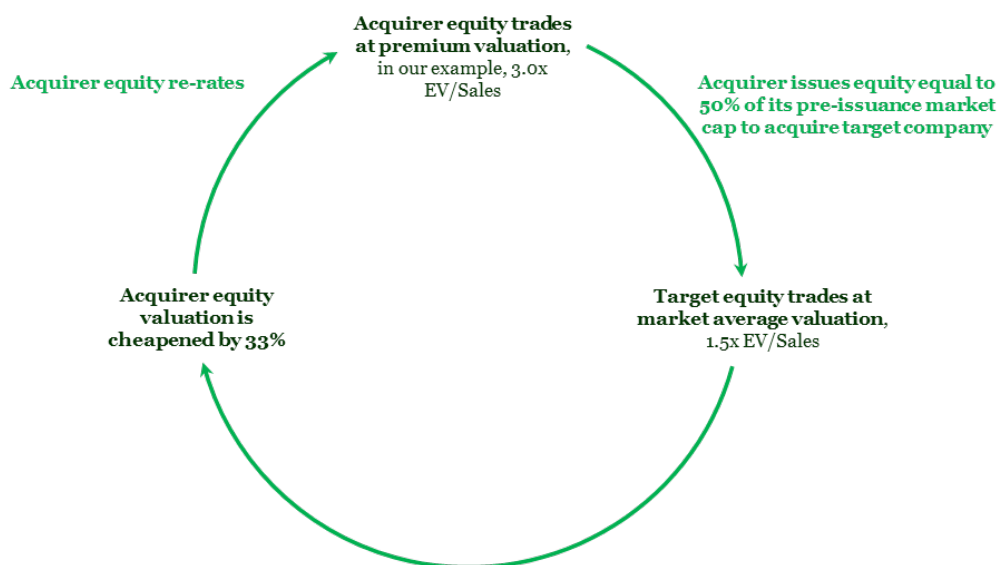 Acquirer equity trades
at premium valuation,
in our example, 3.0x
EV/Sales
Acquirer equity re-rates
Acquirer issues equity equal to
50% of its pre-issuance market
cap to acquire target company
Acquirer equity
valuation is
cheapened by 33%
Target equity trades at
market average valuation,
1.5x EV/Sales